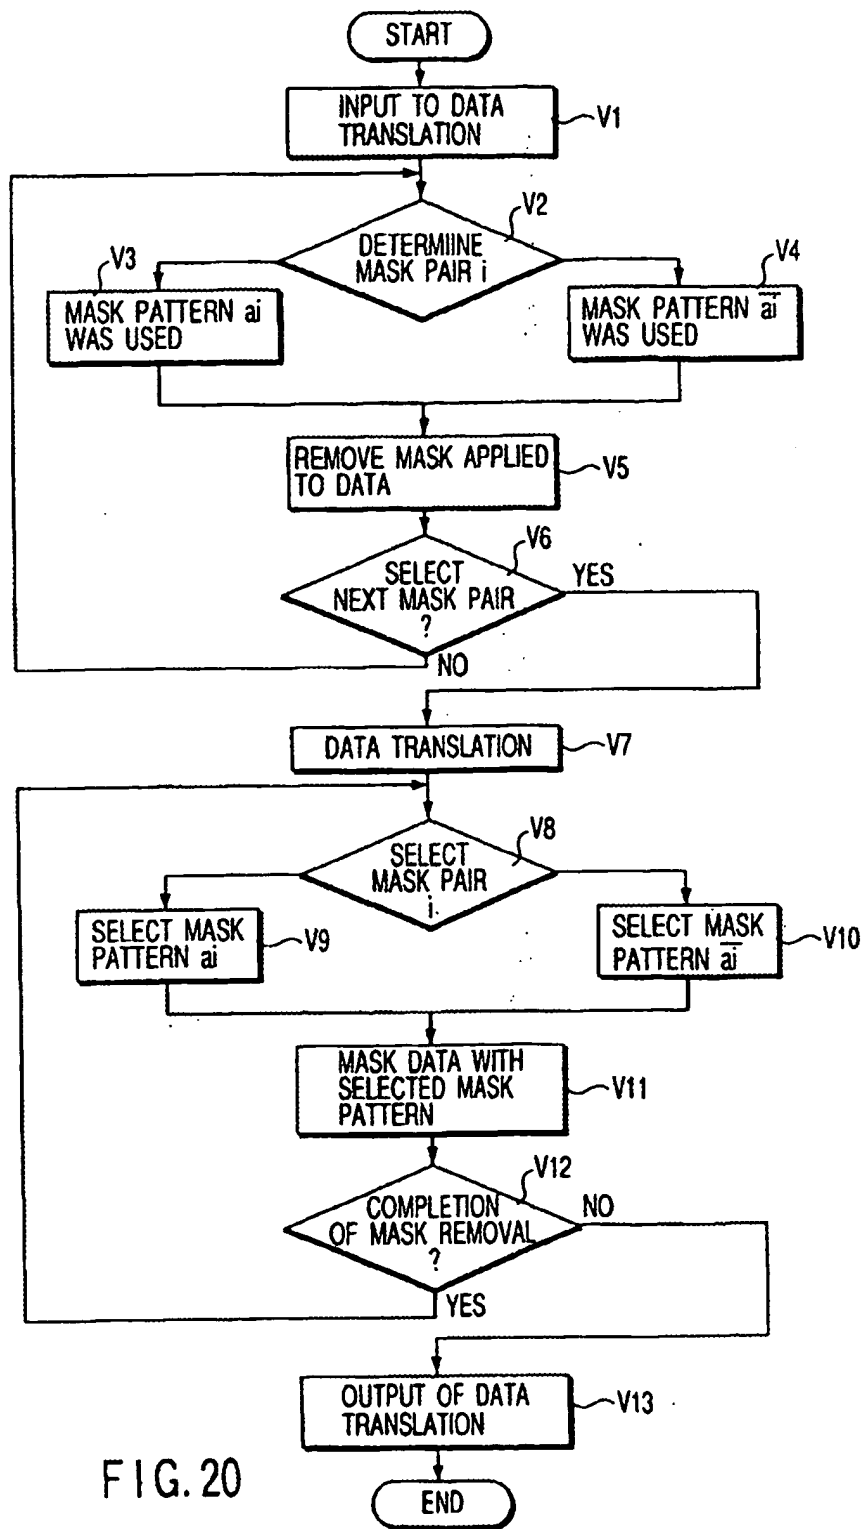 START
INPUT TO DATA
TRANSLATION
V1
V2
DETERMIINE
MASK PAIR i
V3
MASK PATTERN ai
WAS USED
V4
MASK PATTERN a̅i̅
WAS USED
REMOVE MASK APPLIED
TO DATA
V5
V6
SELECT
NEXT MASK PAIR
?
YES
NO
DATA TRANSLATION
V7
V8
SELECT
MASK PAIR
i
SELECT MASK
PATTERN ai
V9
SELECT MASK
PATTERN a̅i̅
V10
MASK DATA WITH
SELECTED MASK
PATTERN
V11
V12
COMPLETION
OF MASK REMOVAL
?
NO
YES
OUTPUT OF DATA
TRANSLATION
V13
END
FIG. 20